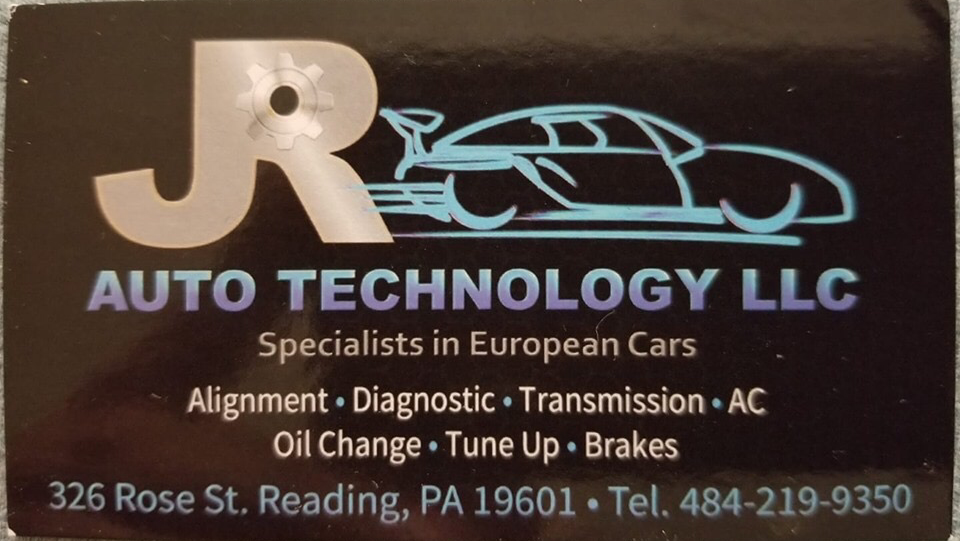 JR
AUTO TECHNOLOGY LLC
Specialists in European Cars
Alignment • Diagnostic • Transmission • AC
Oil Change • Tune Up • Brakes
326 Rose St. Reading, PA 19601 • Tel. 484-219-9350